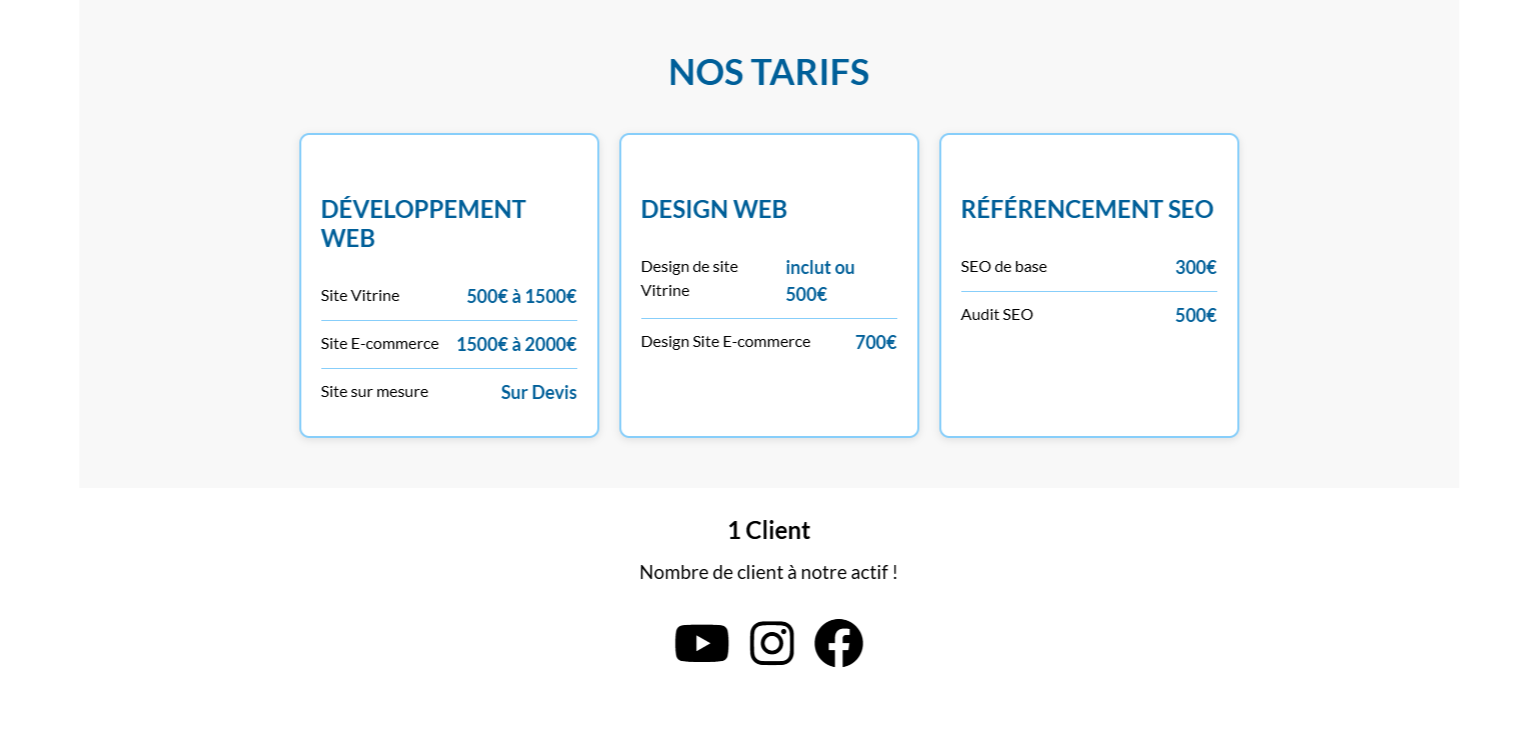 NOS TARIFS
DÉVELOPPEMENT
WEB
Site Vitrine 500€ à 1500€
Site E-commerce 1500€ à 2000€
Site sur mesure Sur Devis
DESIGN WEB
Design de site inclut ou
Vitrine 500€
Design Site E-commerce 700€
RÉFÉRENCEMENT SEO
SEO de base 300€
Audit SEO 500€
1 Client
Nombre de client à notre actif !